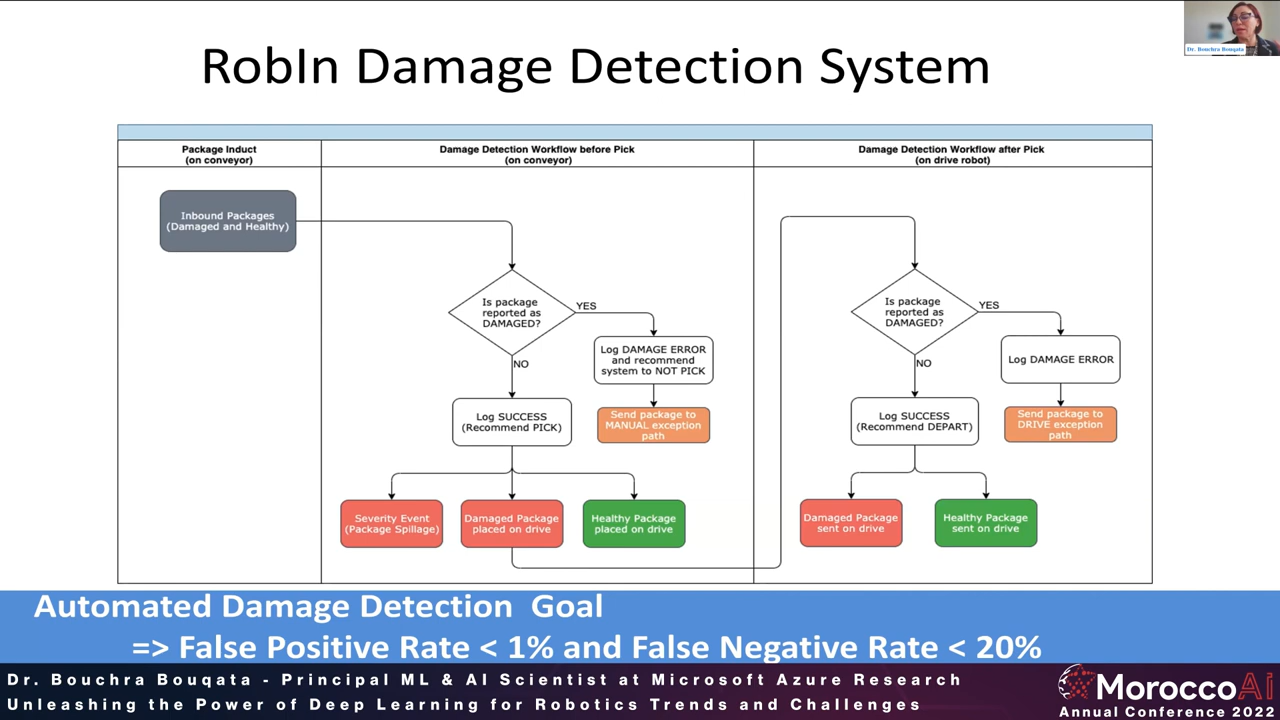 Dr. Bouchra Bouqata
RobIn Damage Detection System
Package Induct
(on conveyor)
Damage Detection Workflow before Pick
(on conveyor)
Damage Detection Workflow after Pick
(on drive robot)
Inbound Packages
(Damaged and Healthy)
Is package
reported as
DAMAGED?
YES
Log DAMAGE ERROR
and recommend
system to NOT PICK
NO
Log SUCCESS
(Recommend PICK)
Send package to
MANUAL exception
path
Severity Event
(Package Spillage)
Damaged Package
placed on drive
Healthy Package
placed on drive
Is package
reported as
DAMAGED?
YES
Log DAMAGE ERROR
NO
Log SUCCESS
(Recommend DEPART)
Send package to
DRIVE exception
path
Damaged Package
sent on drive
Healthy Package
sent on drive
Automated Damage Detection Goal
=> False Positive Rate < 1% and False Negative Rate < 20%
Dr. Bouchra Bouqata - Principal ML & AI Scientist at Microsoft Azure Research
Unleashing the Power of Deep Learning for Robotics Trends and Challenges
MoroccoAi
Annual Conference 2022